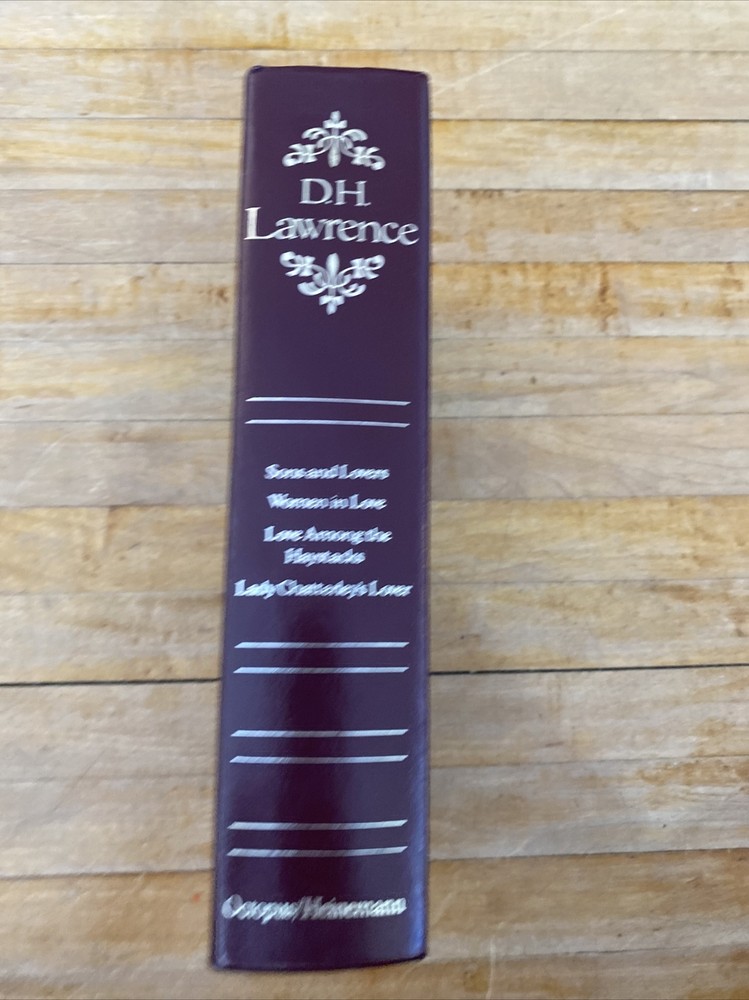 D.H.
Lawrence
Sons and Lovers
Women in Love
Love Among the
Haystacks
Lady Chatterley's Lover
Octopus/Heinemann